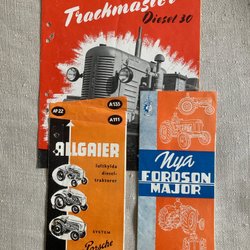 Trackmaster
Diesel 30
AP 22
A 133
A 111
ALLGAIER
luftkylda
diesel-
traktorer
SYSTEM
Porsche
Nya
FORDSON
MAJOR